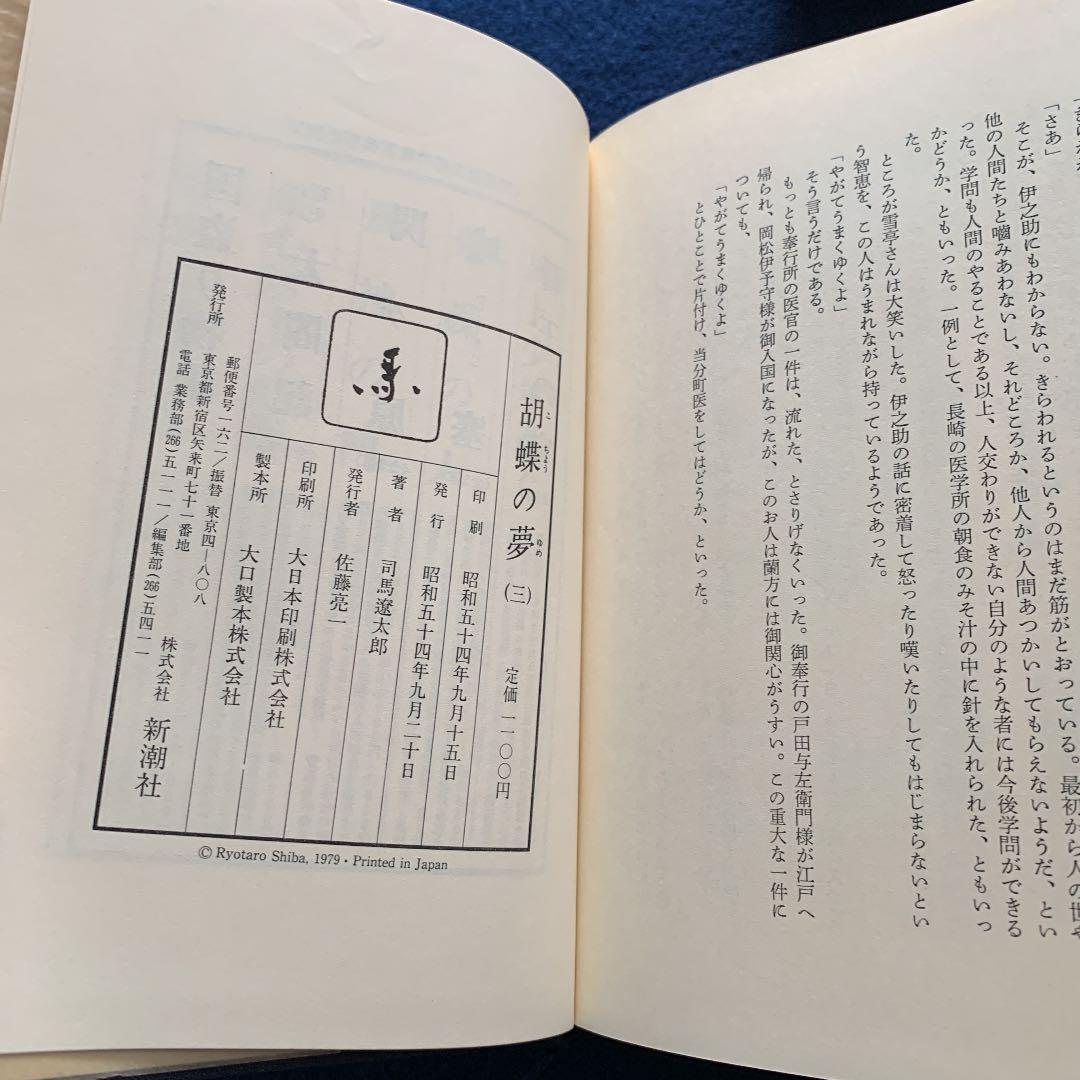 「さあ」
そこが、伊之助にもわからない。きらわれるというのはまだ筋がとおっている。最初から人の世や
他の人間たちと嚙みあわないし、それどころか、他人から人間あつかいしてもらえないようだ、とい
った。学問も人間のやることである以上、人交わりができない自分のような者には今後学問ができる
かどうか、ともいった。一例として、長崎の医学所の朝食のみそ汁の中に針を入れられた、ともいっ
た。
ところが雪亭さんは大笑いした。伊之助の話に密着して怒ったり嘆いたりしてもはじまらないとい
う智恵を、この人はうまれながら持っているようであった。
「やがてうまくゆくよ」
そう言うだけである。
もっとも奉行所の医官の一件は、流れた、とさりげなくいった。御奉行の戸田与左衛門様が江戸へ
帰られ、岡松伊予守様が御入国になったが、このお人は蘭方には御関心がうすい。この重大な一件に
ついても、
「やがてうまくゆくよ」
とひとことで片付け、当分町医をしてはどうか、といった。
胡蝶の夢(三)
こちょう ゆめ
定価 一一〇〇円
印刷 昭和五十四年九月十五日
発行 昭和五十四年九月二十日
著者 司馬遼太郎
発行者 佐藤亮一
印刷所 大日本印刷株式会社
製本所 大口製本株式会社
発行所
郵便番号一六二/振替 東京四—八〇八
東京都新宿区矢来町七十一番地
電話 業務部(266)五一一一/編集部(266)五四一一
株式会社 新潮社
© Ryotaro Shiba, 1979・Printed in Japan